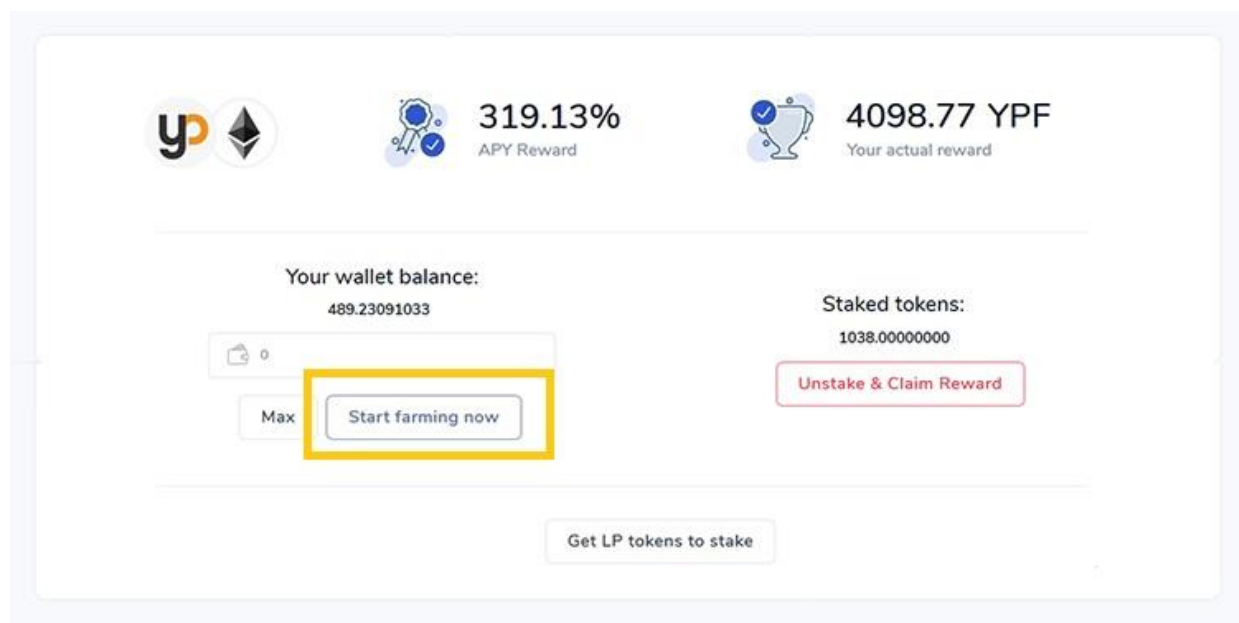 yp
319.13%
APY Reward
4098.77 YPF
Your actual reward
Your wallet balance:
489.23091033
0
Max
Start farming now
Staked tokens:
1038.00000000
Unstake & Claim Reward
Get LP tokens to stake